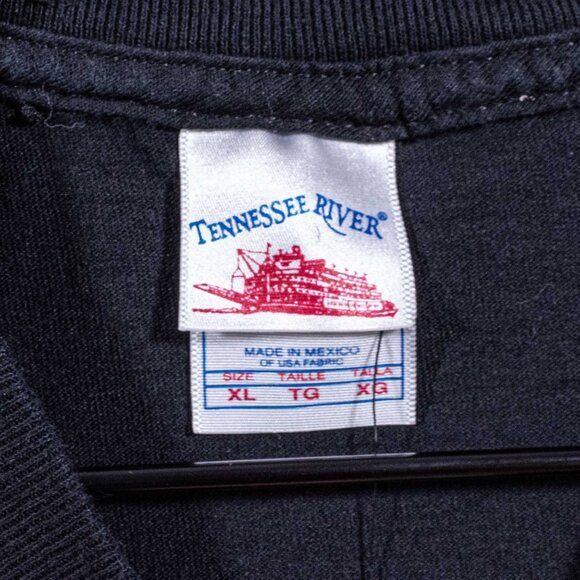 TENNESSEE RIVER®
MADE IN MEXICO
OF USA FABRIC
SIZE TAILLE TALLA
XL TG XG